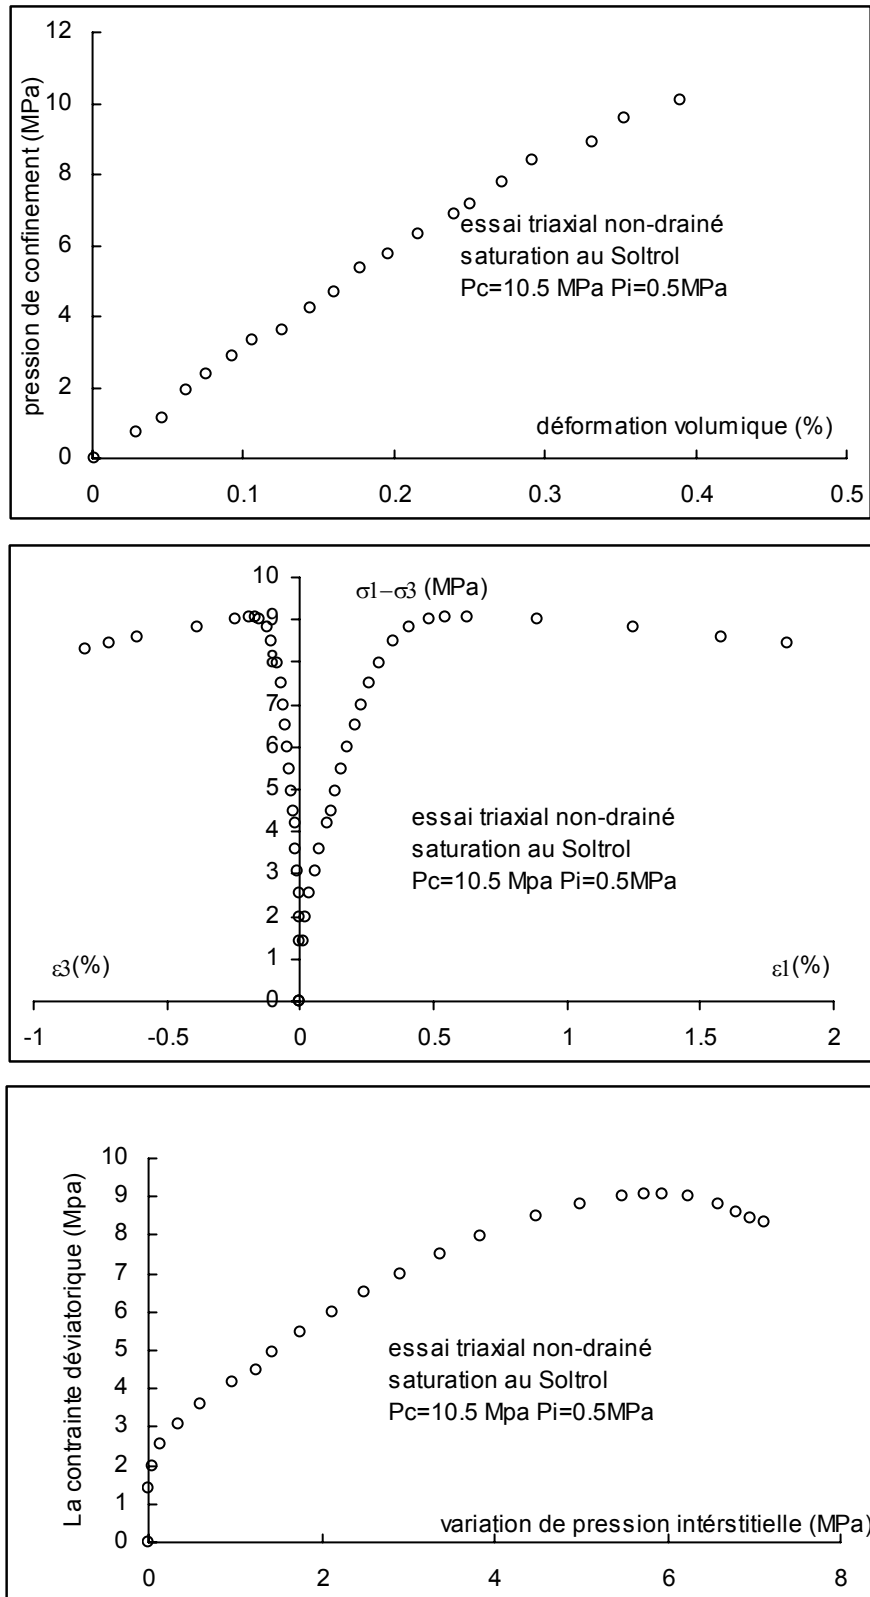 12
10
8
6
4
2
0
pression de confinement (MPa)
essai triaxial non-drainé
saturation au Soltrol
Pc=10.5 MPa Pi=0.5MPa
déformation volumique (%)
0 0.1 0.2 0.3 0.4 0.5
10
9
8
7
6
5
4
3
2
1
0
σ1−σ3 (MPa)
essai triaxial non-drainé
saturation au Soltrol
Pc=10.5 Mpa Pi=0.5MPa
ε3(%)
ε1(%)
-1 -0.5 0 0.5 1 1.5 2
10
9
8
7
6
5
4
3
2
1
0
La contrainte déviatorique (Mpa)
essai triaxial non-drainé
saturation au Soltrol
Pc=10.5 Mpa Pi=0.5MPa
variation de pression intérstitielle (MPa)
0 2 4 6 8